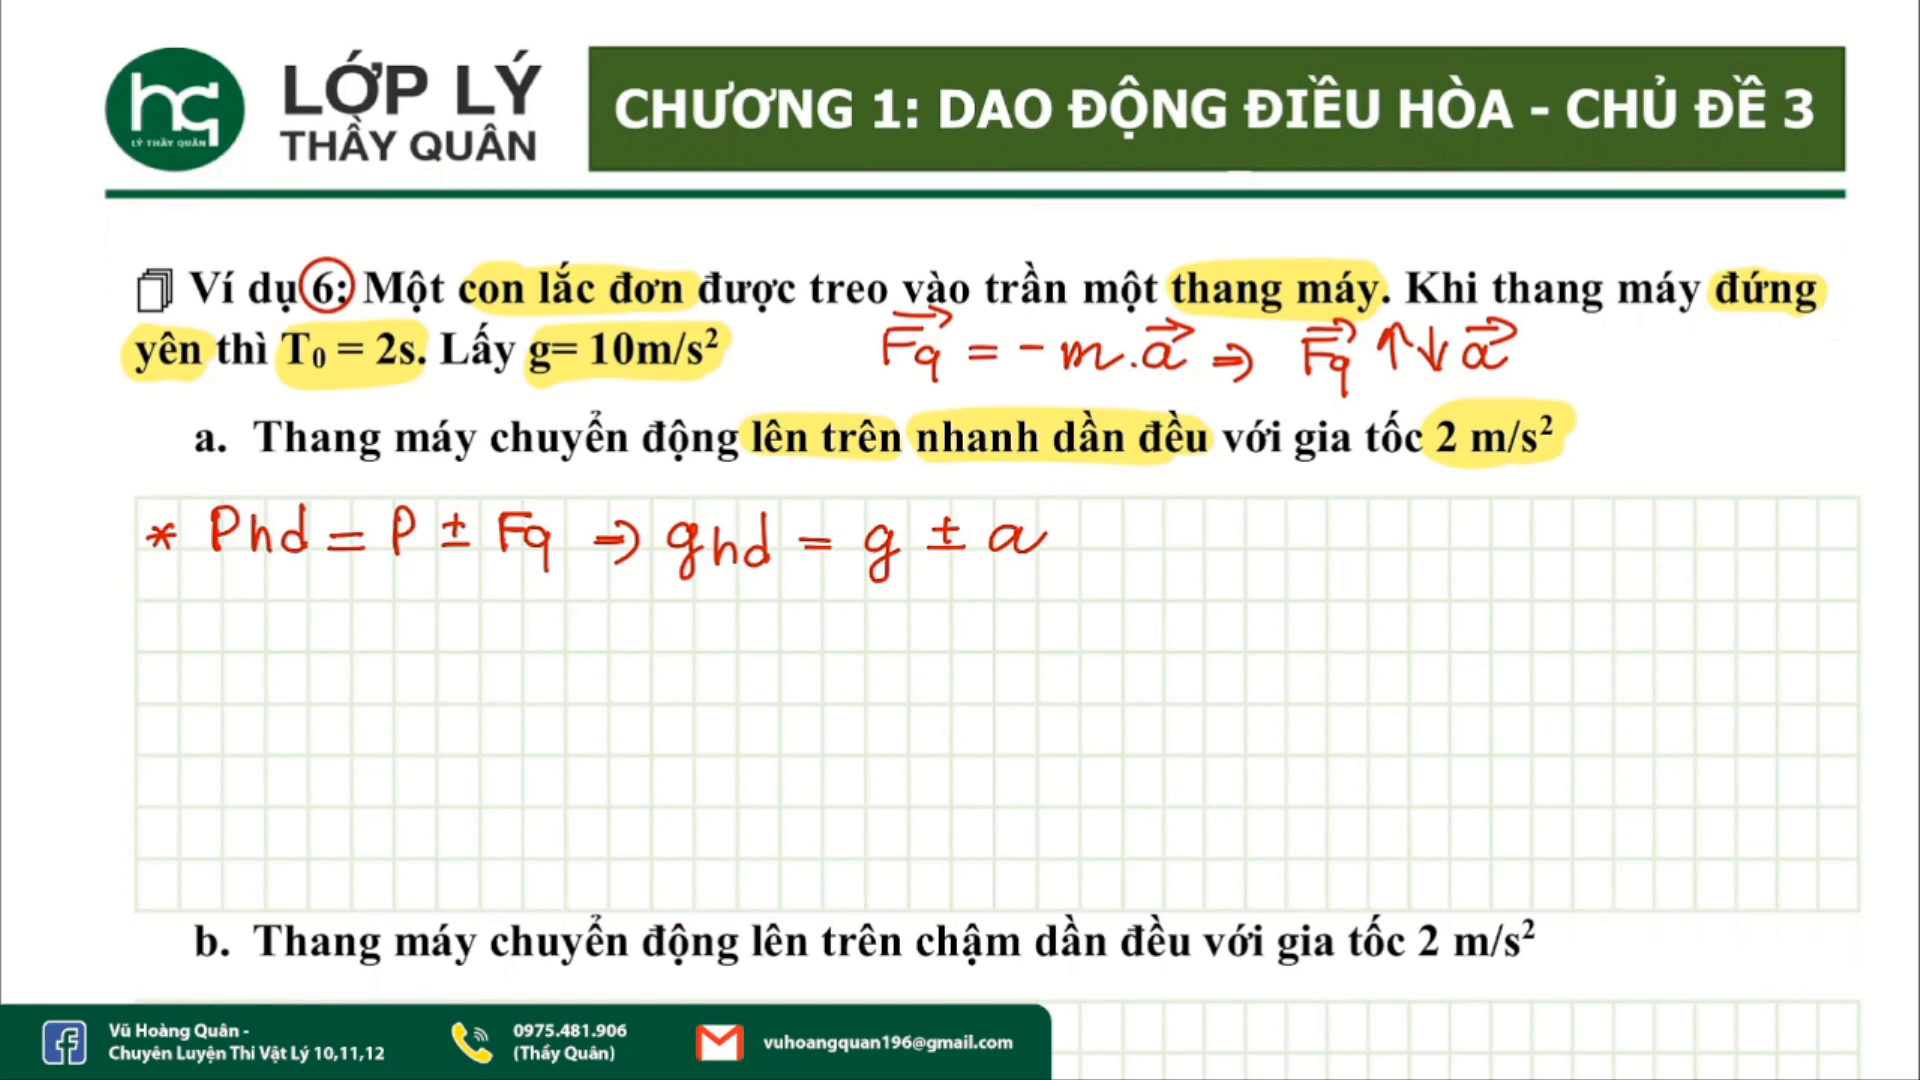 hq
LÝ THẦY QUÂN
LỚP LÝ
THẦY QUÂN
CHƯƠNG 1: DAO ĐỘNG ĐIỀU HÒA - CHỦ ĐỀ 3
Ví dụ 6: Một con lắc đơn được treo vào trần một thang máy. Khi thang máy đứng
yên thì T₀ = 2s. Lấy g= 10m/s²
F⃗q = - m.a⃗ ⇒ F⃗q ↑↓ a⃗
a. Thang máy chuyển động lên trên nhanh dần đều với gia tốc 2 m/s²
* Phd = P ± Fq ⇒ ghd = g ± a
b. Thang máy chuyển động lên trên chậm dần đều với gia tốc 2 m/s²
Vũ Hoàng Quân -
Chuyên Luyện Thi Vật Lý 10,11,12
0975.481.906
(Thầy Quân)
vuhoangquan196@gmail.com